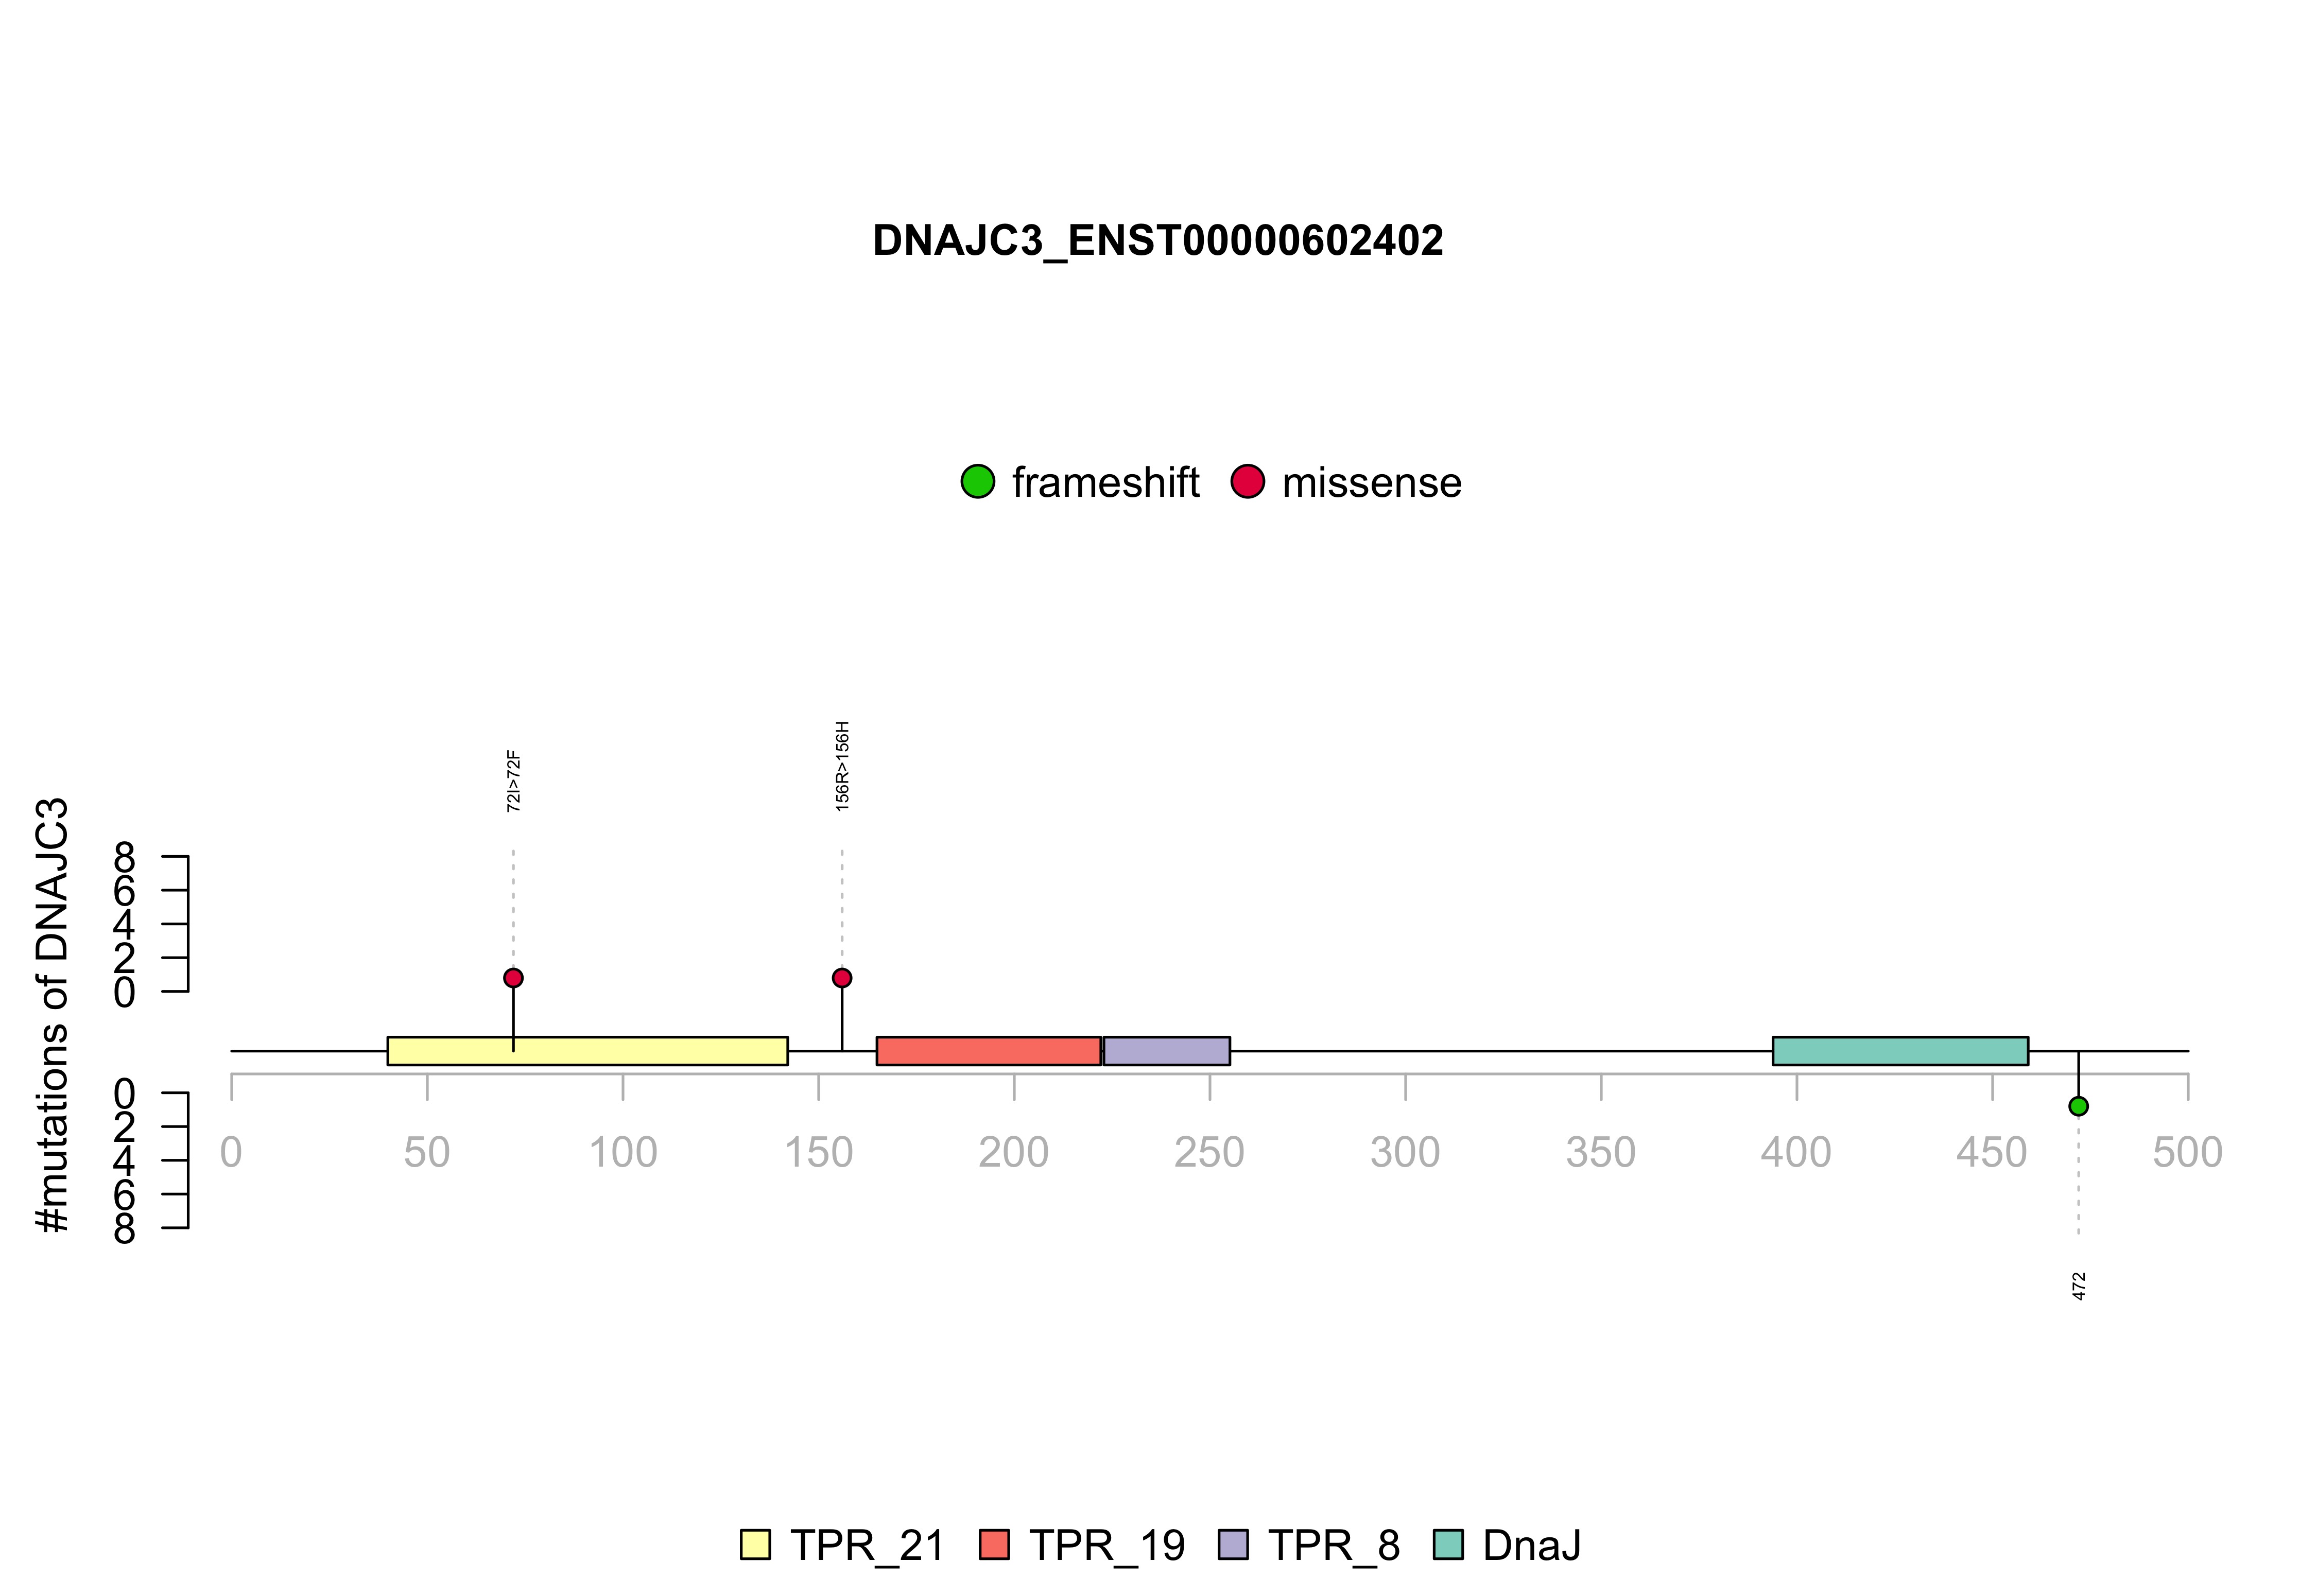 DNAJC3_ENST00000602402
frameshift missense
72I>72F
156R>156H
#mutations of DNAJC3
8
6
4
2
0
0
2
4
6
8
0 50 100 150 200 250 300 350 400 450 500
472
TPR_21 TPR_19 TPR_8 DnaJ